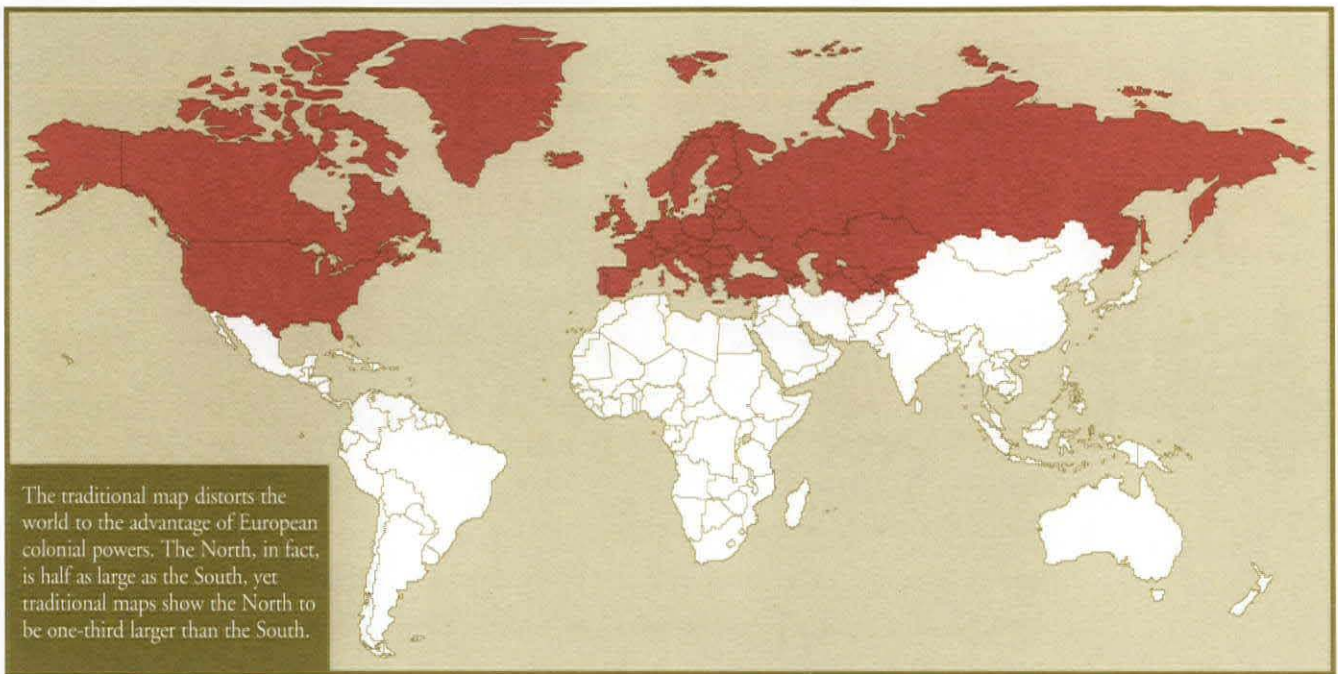 The traditional map distorts the
world to the advantage of European
colonial powers. The North, in fact,
is half as large as the South, yet
traditional maps show the North to
be one-third larger than the South.